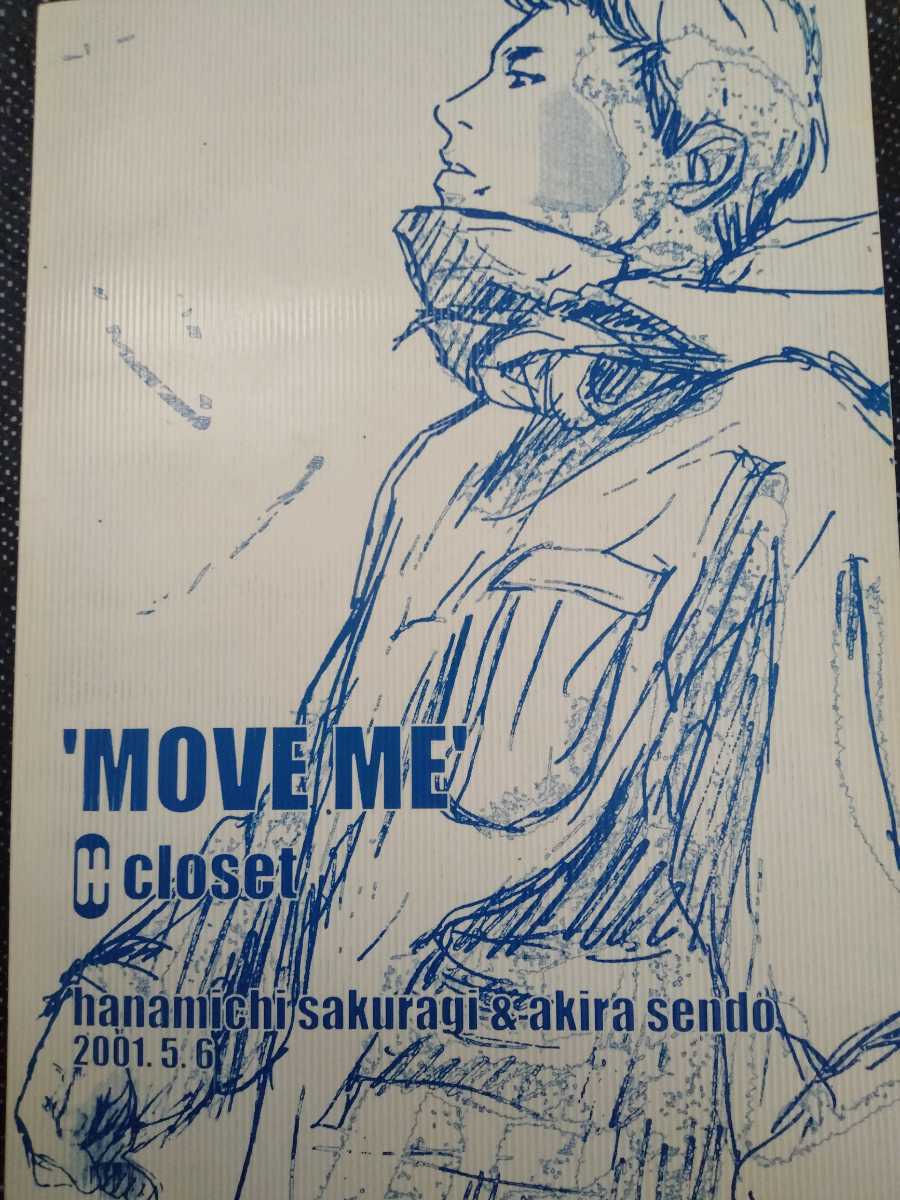 'MOVE ME'
closet
hanamichi sakuragi & akira sendo
2001. 5. 6